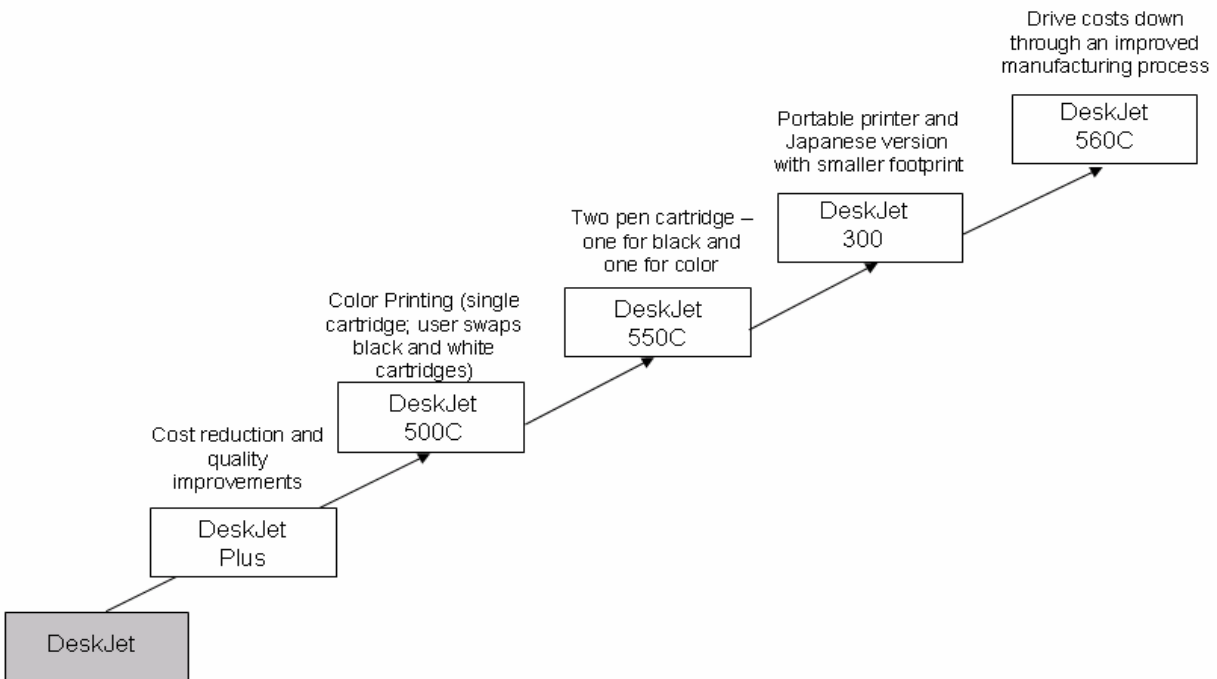 Drive costs down
through an improved
manufacturing process
DeskJet
560C
Portable printer and
Japanese version
with smaller footprint
DeskJet
300
Two pen cartridge –
one for black and
one for color
DeskJet
550C
Color Printing (single
cartridge; user swaps
black and white
cartridges)
DeskJet
500C
Cost reduction and
quality
improvements
DeskJet
Plus
DeskJet